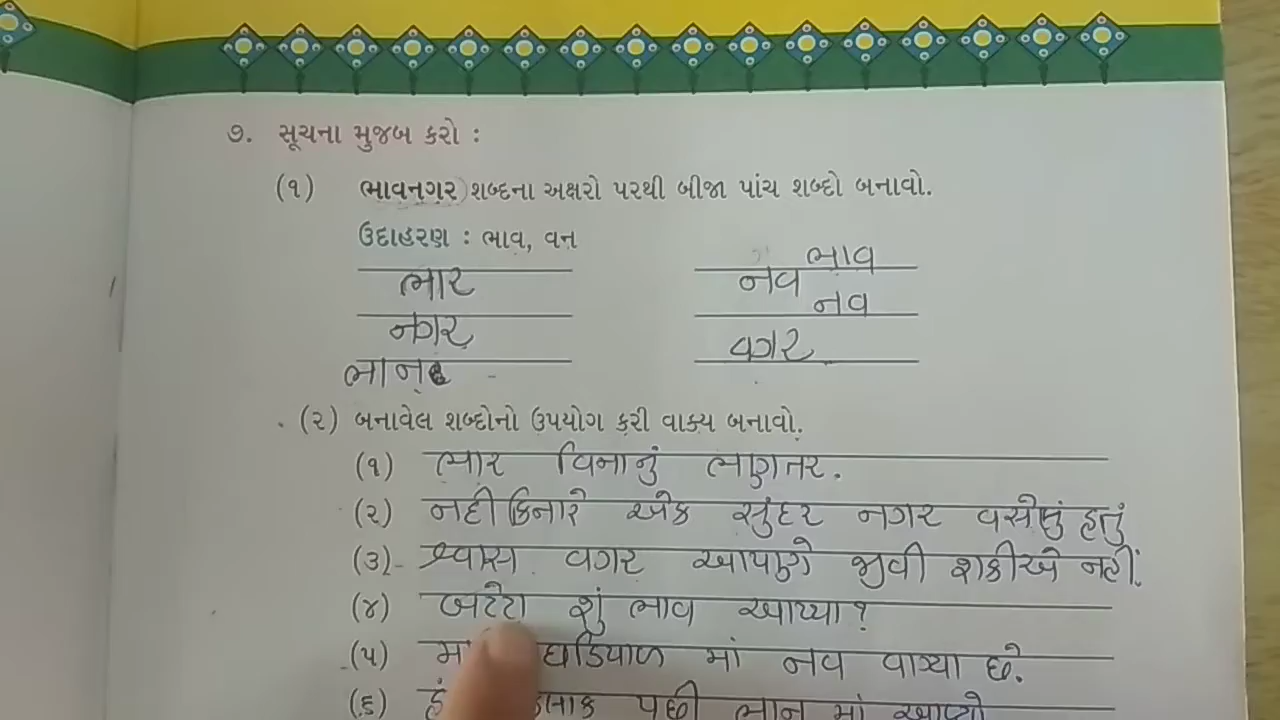 ૭. સૂચના મુજબ કરો :
(૧) ભાવનગર શબ્દના અક્ષરો પરથી બીજા પાંચ શબ્દો બનાવો.
ઉદાહરણ : ભાવ, વન
ભાવ
ભાર નવ
નવ
નગર વગર
ભાન
(૨) બનાવેલ શબ્દોનો ઉપયોગ કરી વાક્ય બનાવો.
(૧) ભાર વિનાનું ભણતર.
(૨) નદી કિનારે એક સુંદર નગર વસેલું હતું
(૩) શ્વાસ વગર આપણે જીવી શકીએ નહીં.
(૪) બટેટા શું ભાવ આપ્યા ?
(૫) ઘડિયાળ માં નવ વાગ્યા છે.
(૬) કલાક પછી ભાન માં આવ્યો